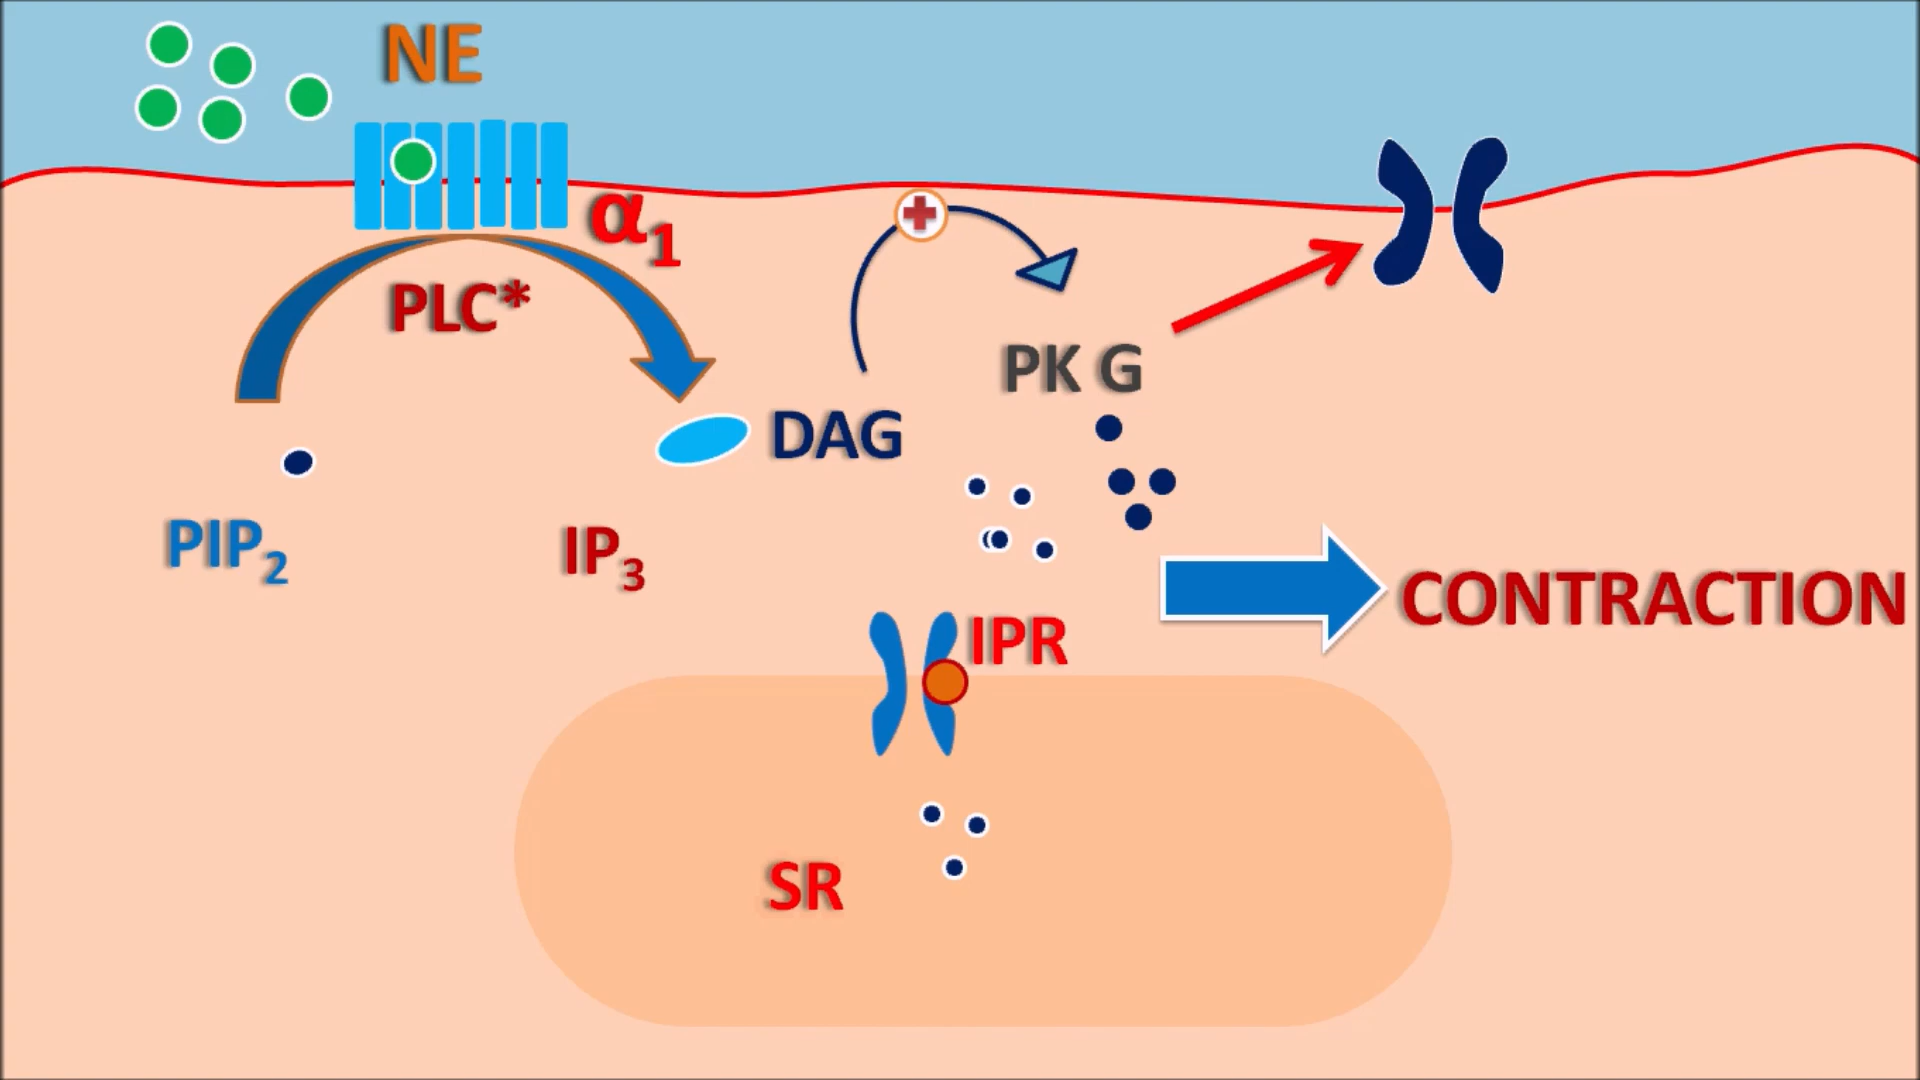 NE
α₁
PLC*
PK G
DAG
PIP₂
IP₃
CONTRACTION
IPR
SR